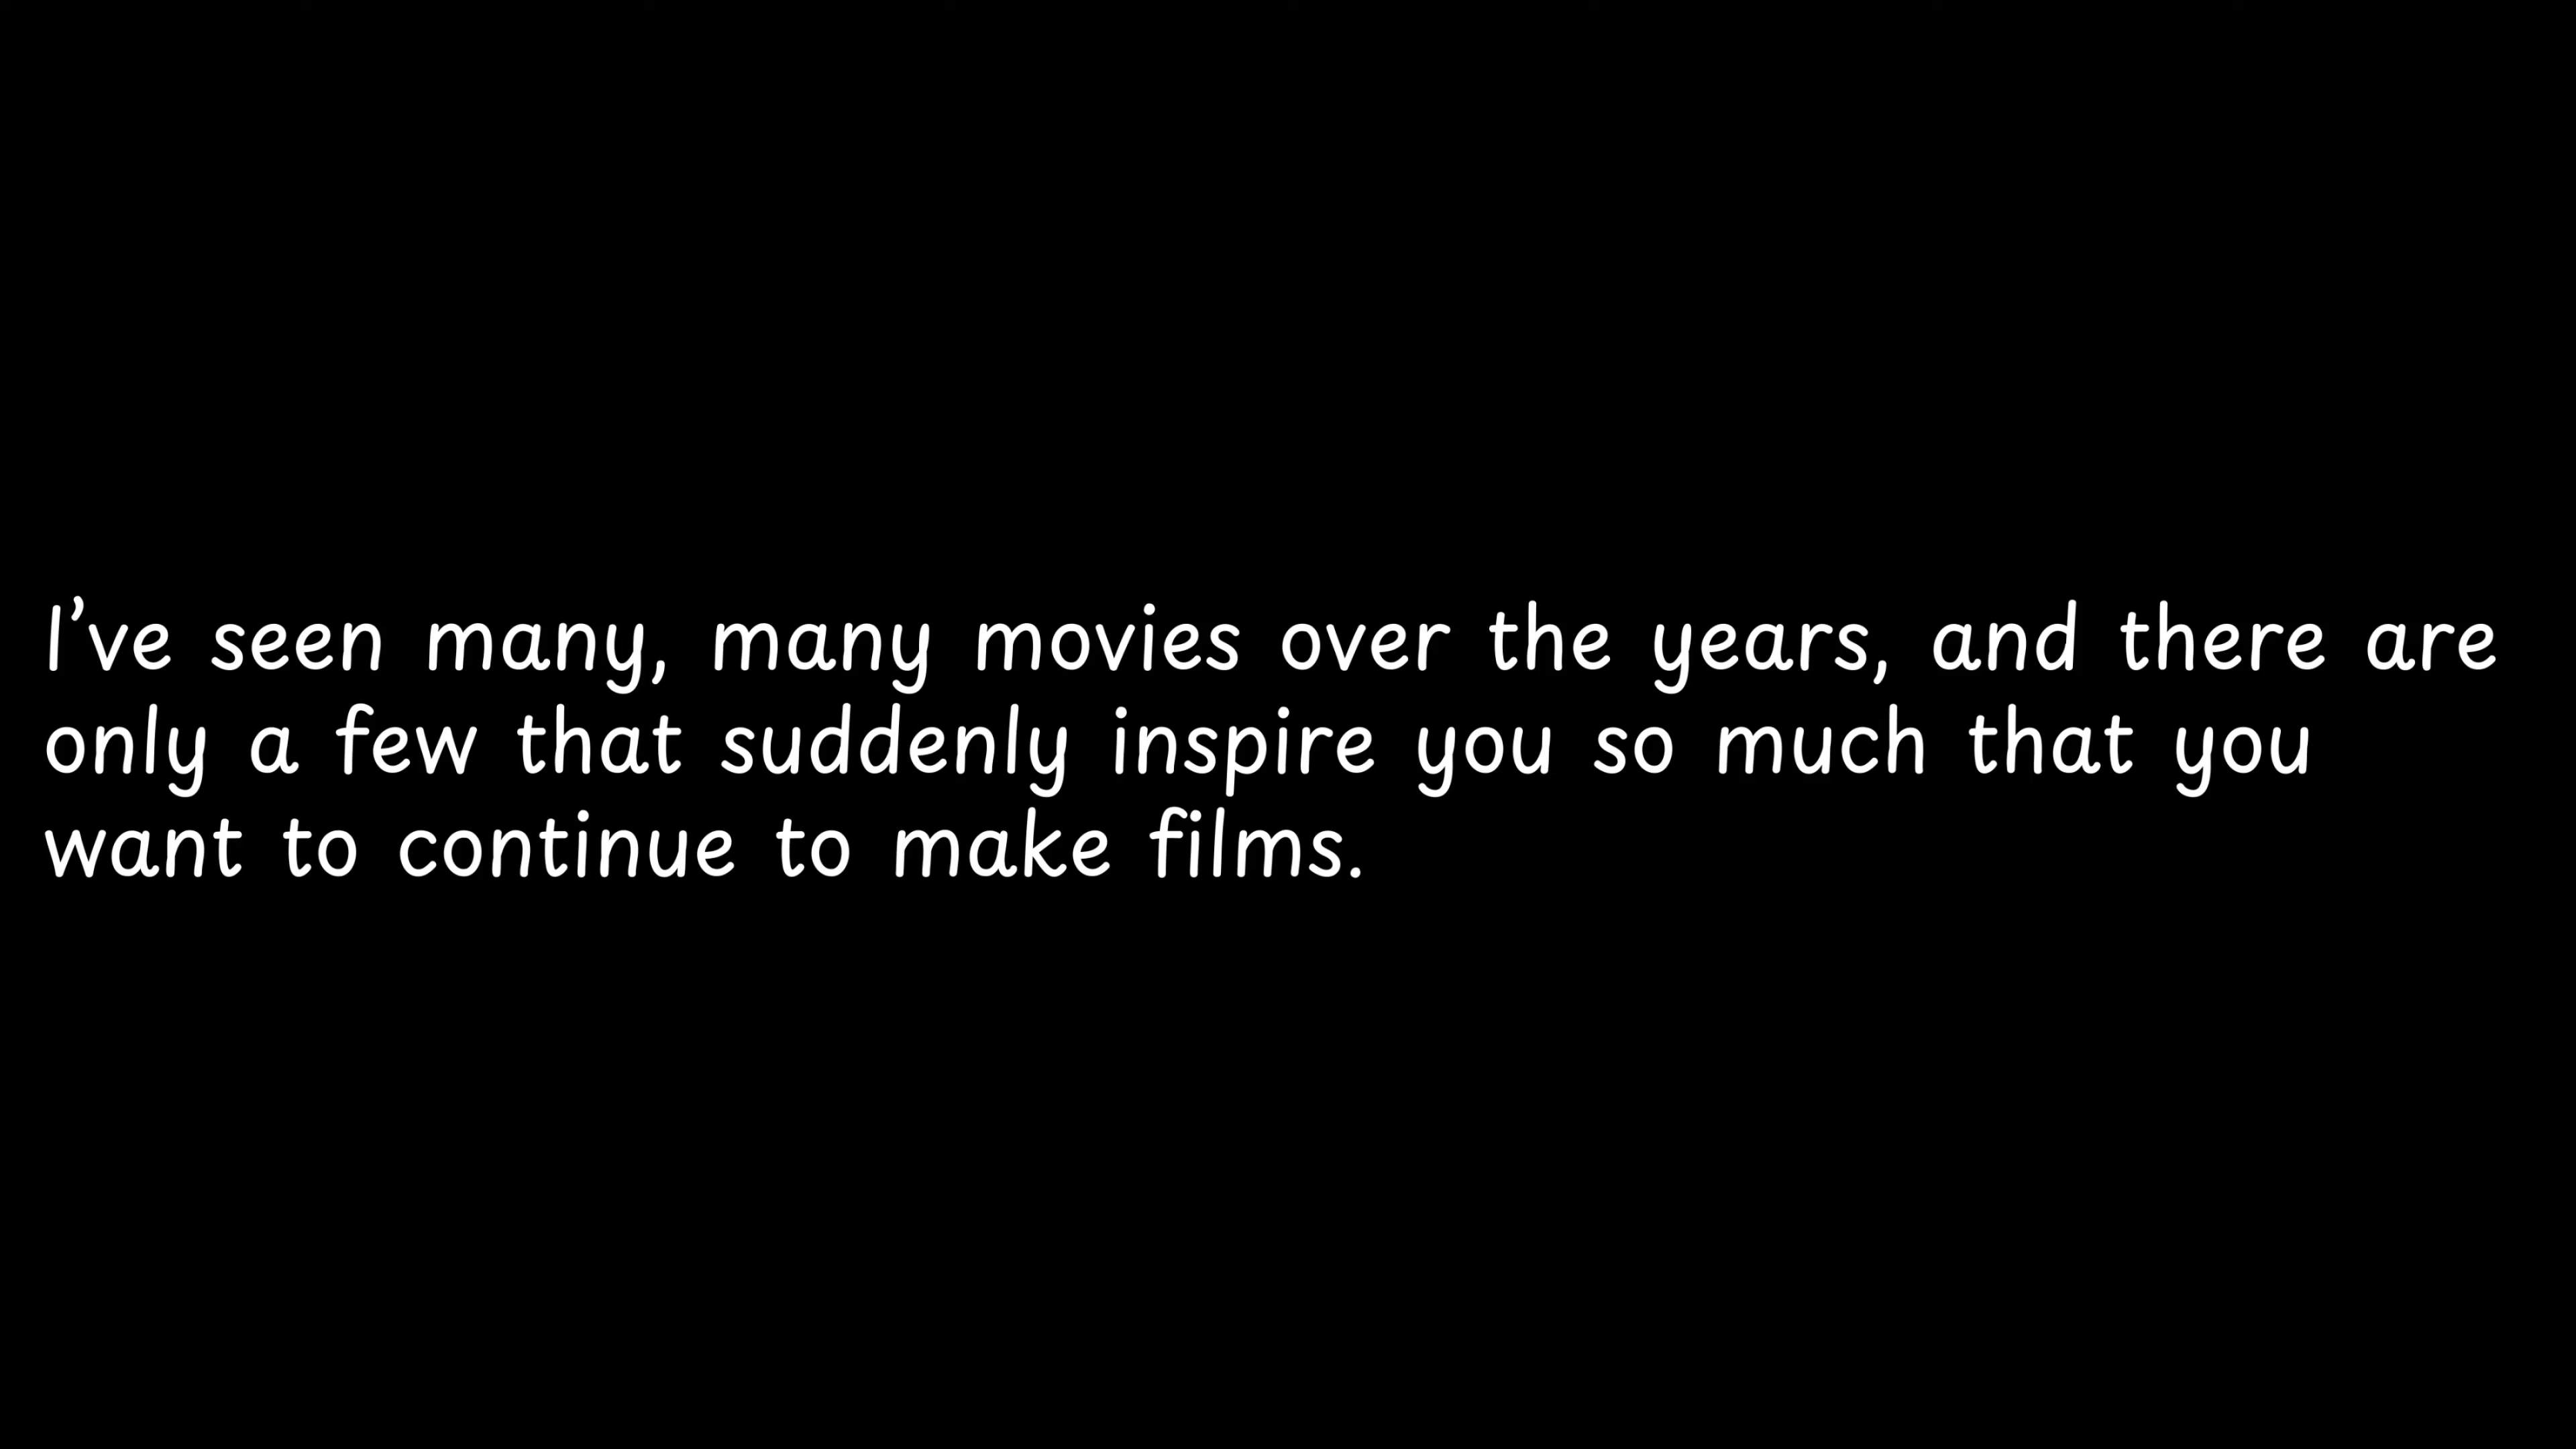 I’ve seen many, many movies over the years, and there are
only a few that suddenly inspire you so much that you
want to continue to make films.